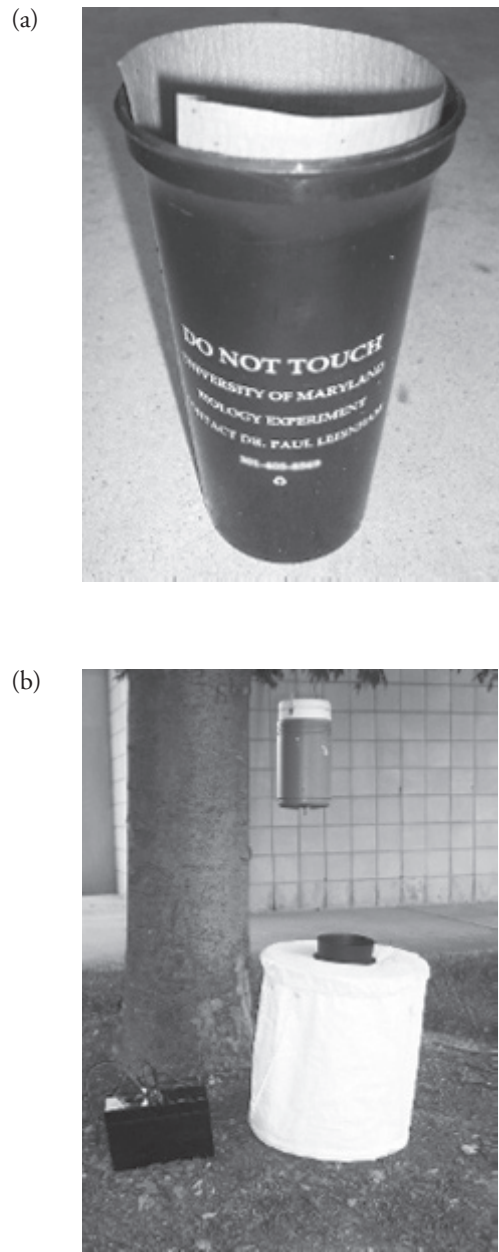 (a)
DO NOT TOUCH
UNIVERSITY OF MARYLAND
BIOLOGY EXPERIMENT
CONTACT DR. PAUL LEISNHAM
(b)